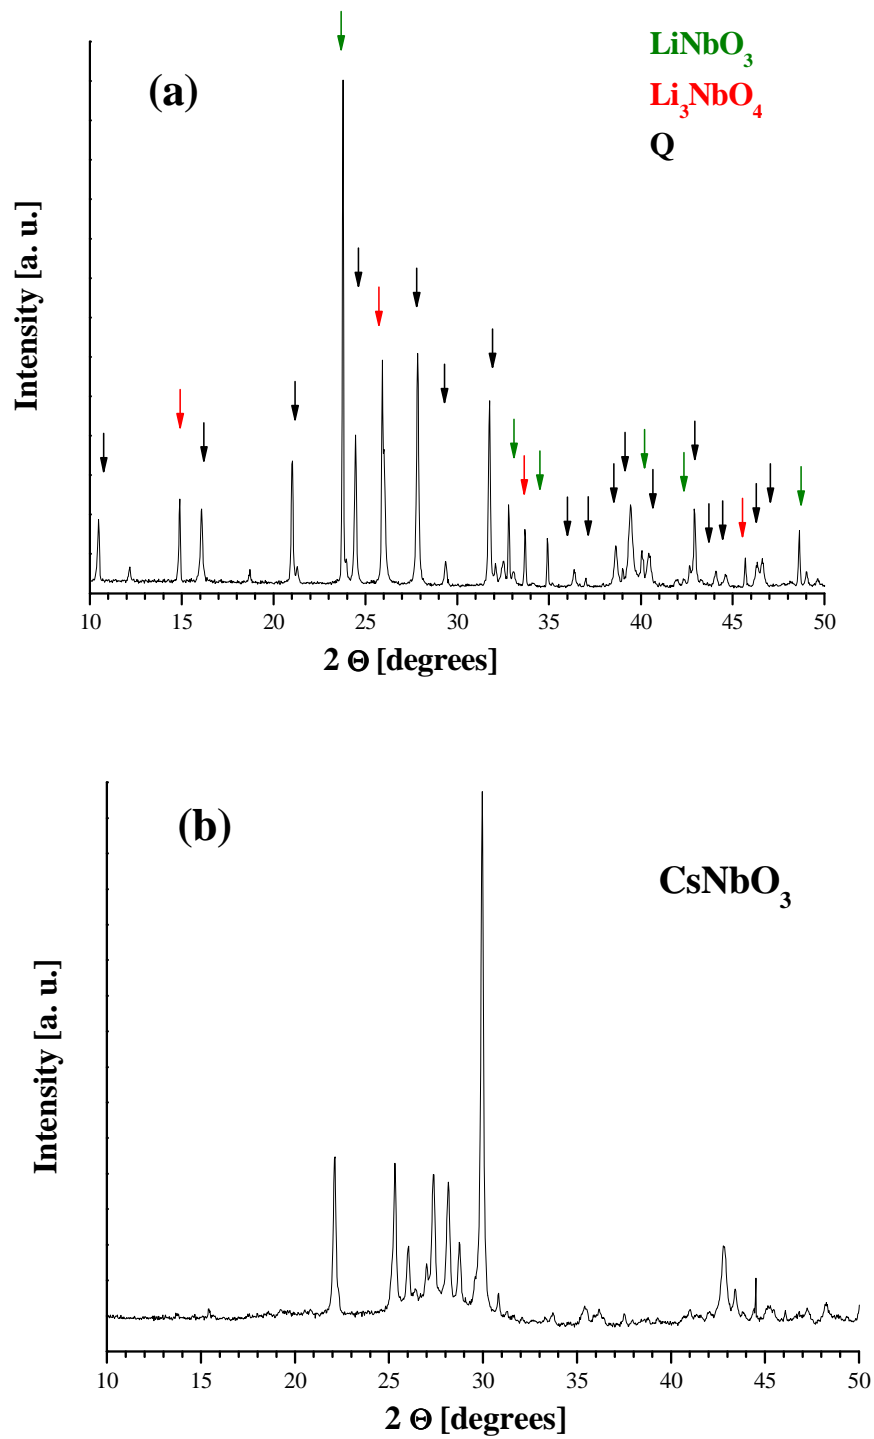 (a)
LiNbO₃
Li₃NbO₄
Q
Intensity [a. u.]
10 15 20 25 30 35 40 45 50
2 Θ [degrees]
(b)
CsNbO₃
Intensity [a. u.]
10 15 20 25 30 35 40 45 50
2 Θ [degrees]